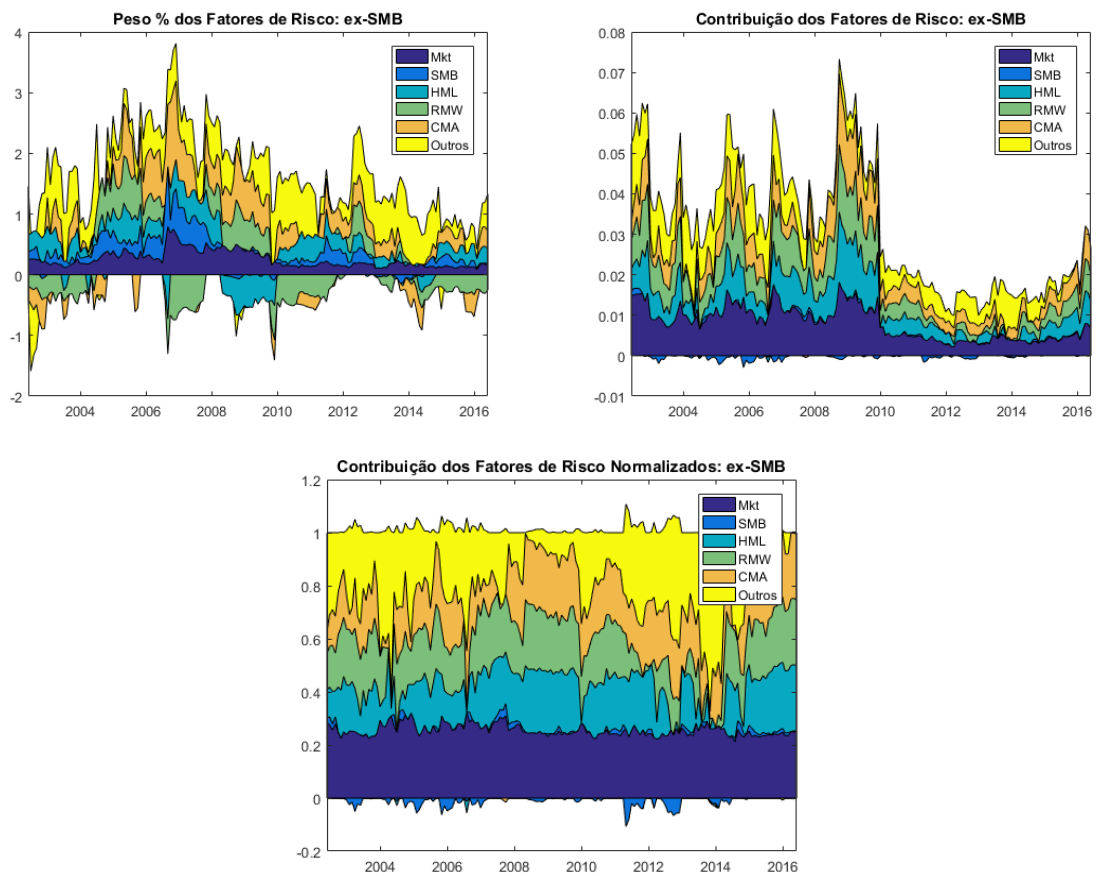 Peso % dos Fatores de Risco: ex-SMB
4
3
2
1
0
-1
-2
2004 2006 2008 2010 2012 2014 2016
Mkt
SMB
HML
RMW
CMA
Outros
Contribuição dos Fatores de Risco: ex-SMB
0.08
0.07
0.06
0.05
0.04
0.03
0.02
0.01
0
-0.01
2004 2006 2008 2010 2012 2014 2016
Mkt
SMB
HML
RMW
CMA
Outros
Contribuição dos Fatores de Risco Normalizados: ex-SMB
1.2
1
0.8
0.6
0.4
0.2
0
-0.2
2004 2006 2008 2010 2012 2014 2016
Mkt
SMB
HML
RMW
CMA
Outros